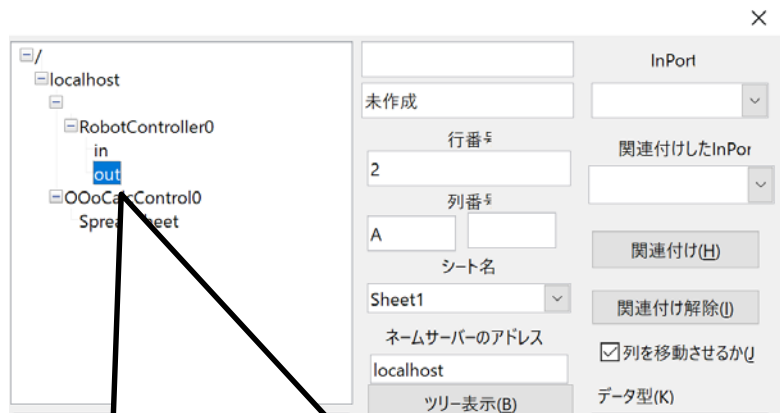 /
localhost
RobotController0
in
out
OOoCalcControl0
Spreadsheet
未作成
行番
2
列番
A
シート名
Sheet1
ネームサーバーのアドレス
localhost
ツリー表示(B)
InPort
関連付けしたInPor
関連付け(H)
関連付け解除(I)
列を移動させるか(J
データ型(K)